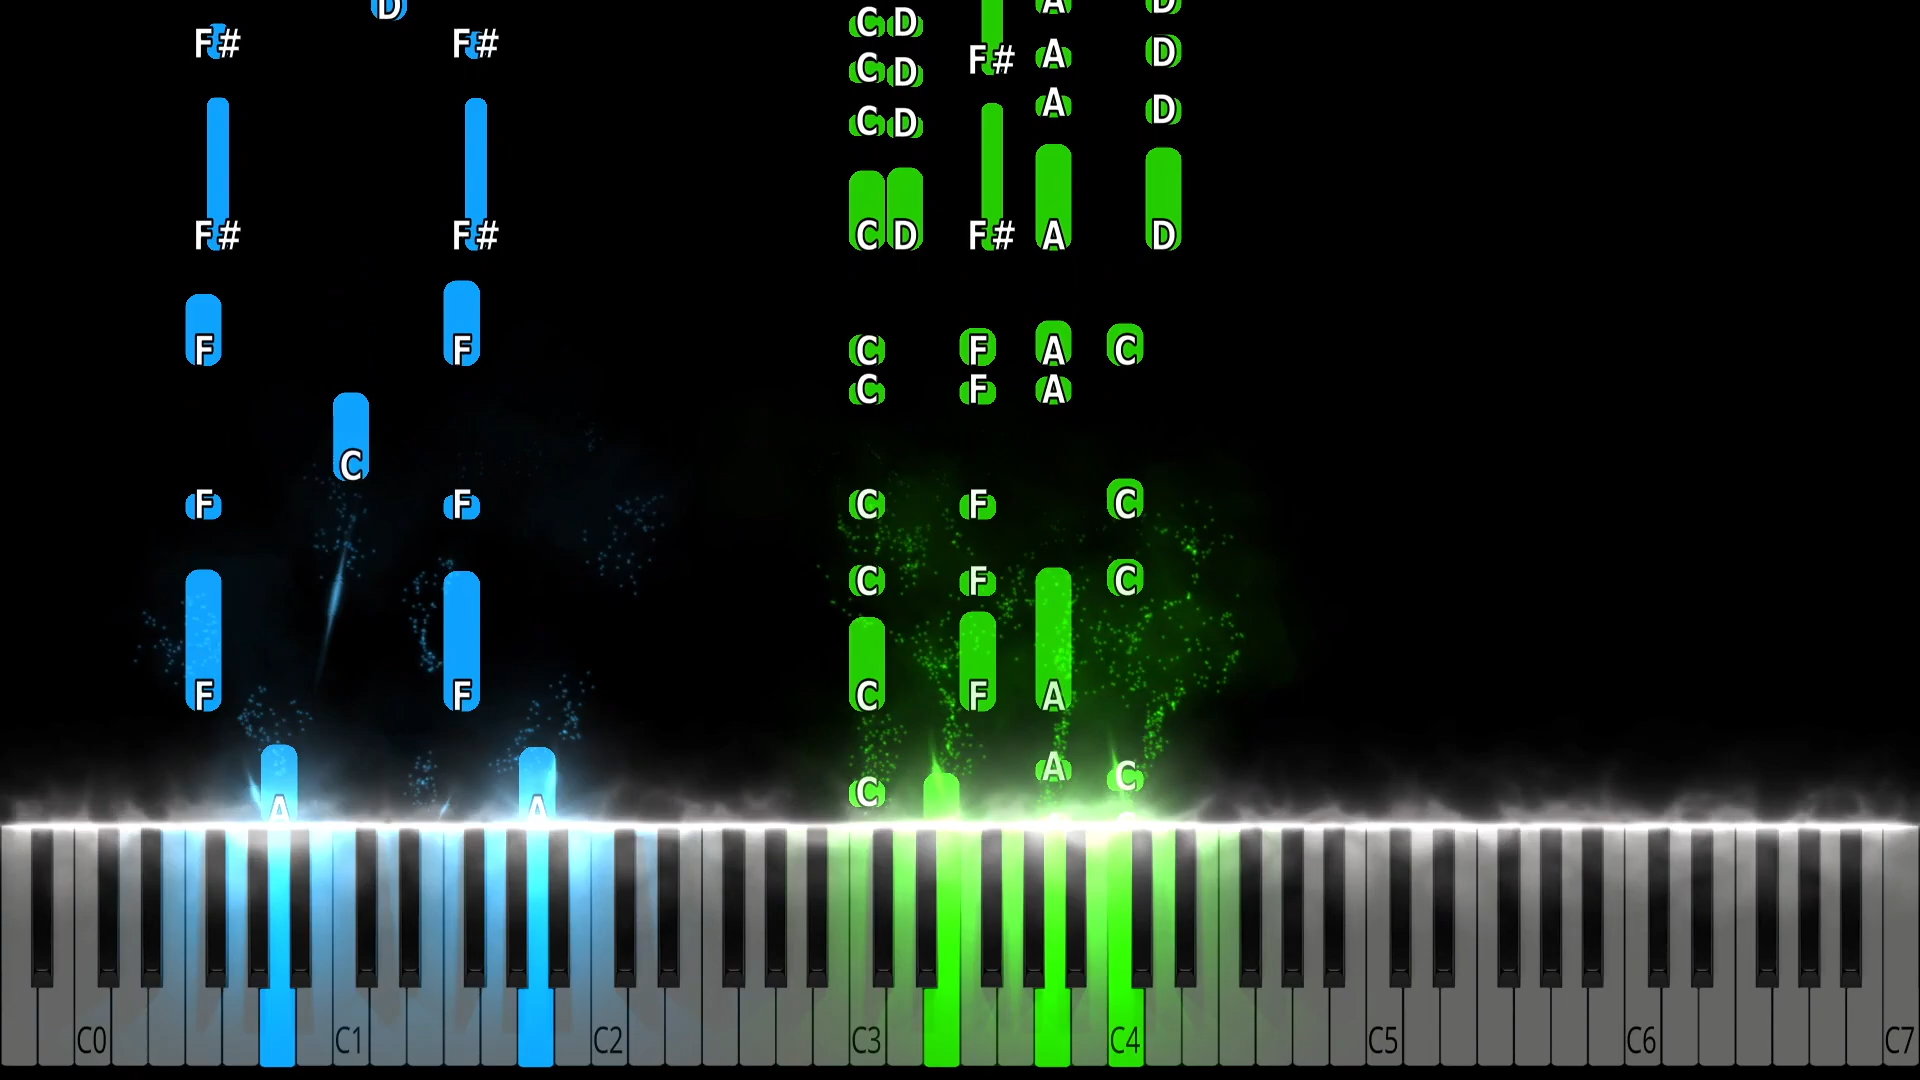 D
C D
F# F# F# A D
C D A D
C D A D
F# F# C D F# A D
F F C F A C
C F A
C
F F C F C
C F C
F F C F A
A C
C
A A
C0 C1 C2 C3 C4 C5 C6 C7